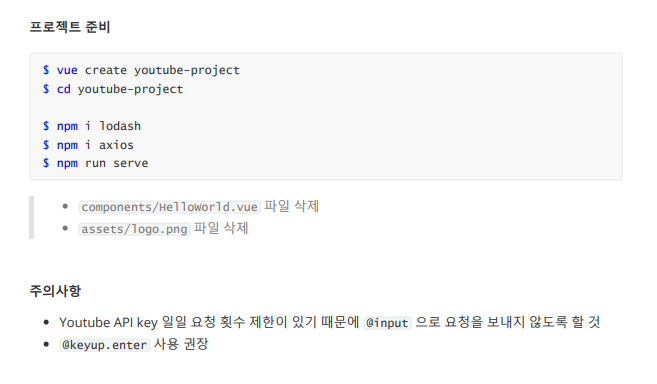 프로젝트 준비
$ vue create youtube-project
$ cd youtube-project
$ npm i lodash
$ npm i axios
$ npm run serve
components/HelloWorld.vue 파일 삭제
assets/logo.png 파일 삭제
주의사항
Youtube API key 일일 요청 횟수 제한이 있기 때문에 @input 으로 요청을 보내지 않도록 할 것
@keyup.enter 사용 권장